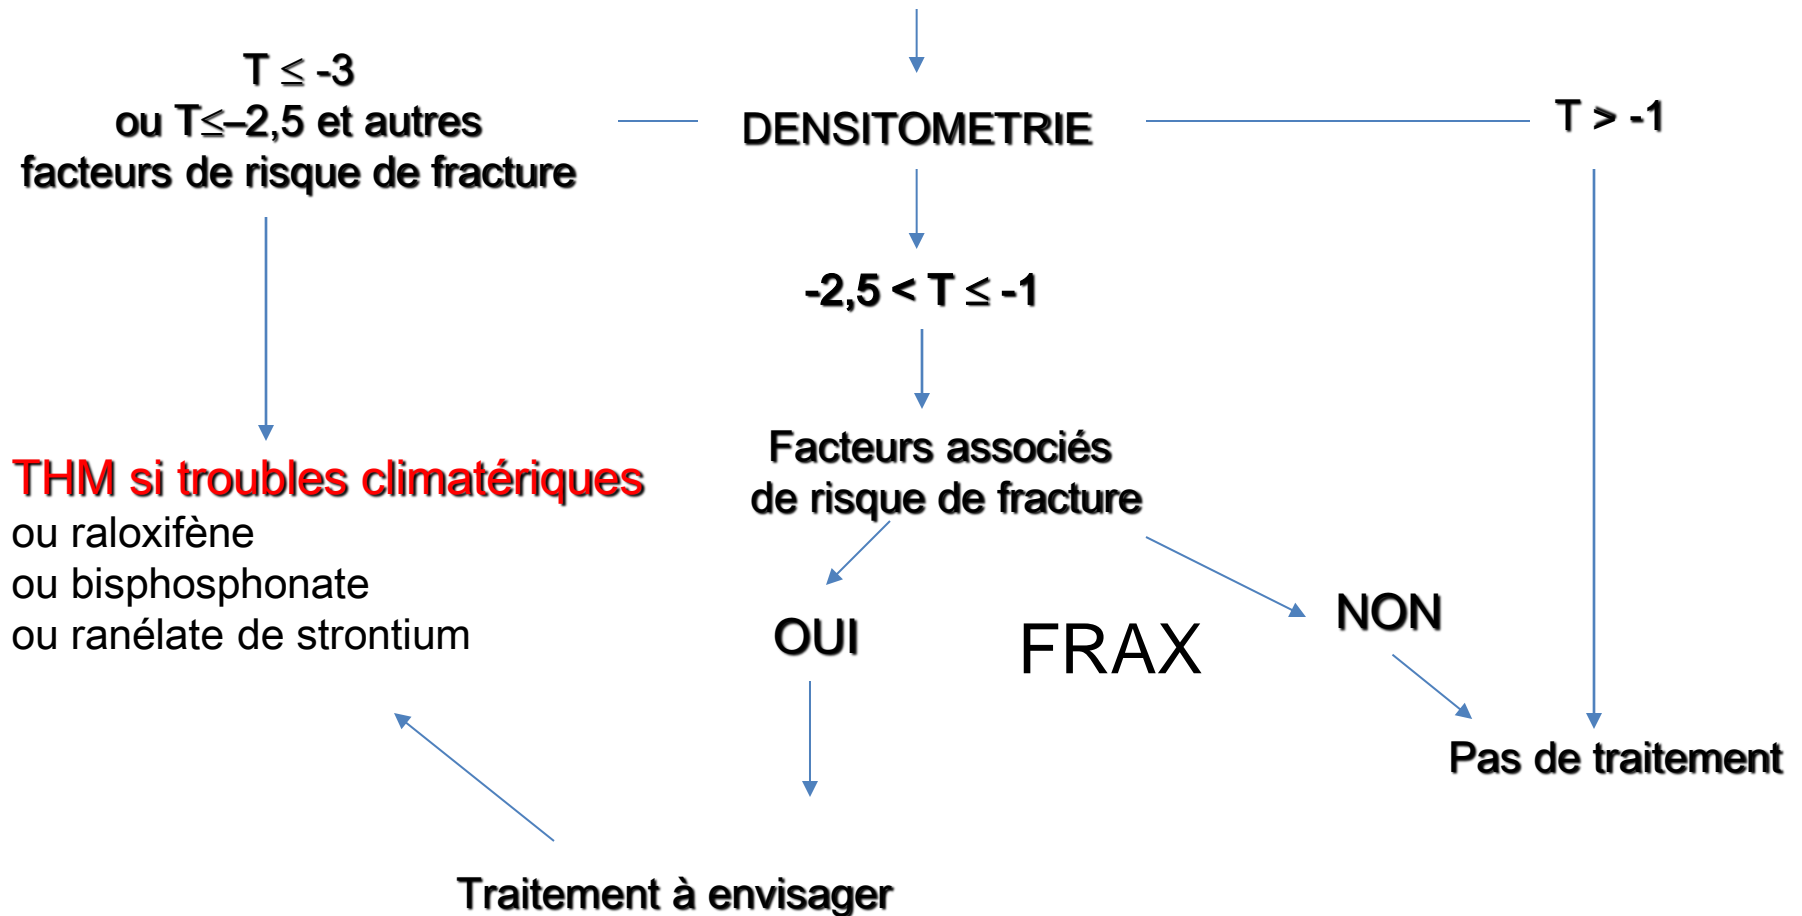 T ≤ -3
ou T≤–2,5 et autres
facteurs de risque de fracture
DENSITOMETRIE
T > -1
-2,5 < T ≤ -1
Facteurs associés
de risque de fracture
THM si troubles climatériques
ou raloxifène
ou bisphosphonate
ou ranélate de strontium
OUI
FRAX
NON
Pas de traitement
Traitement à envisager